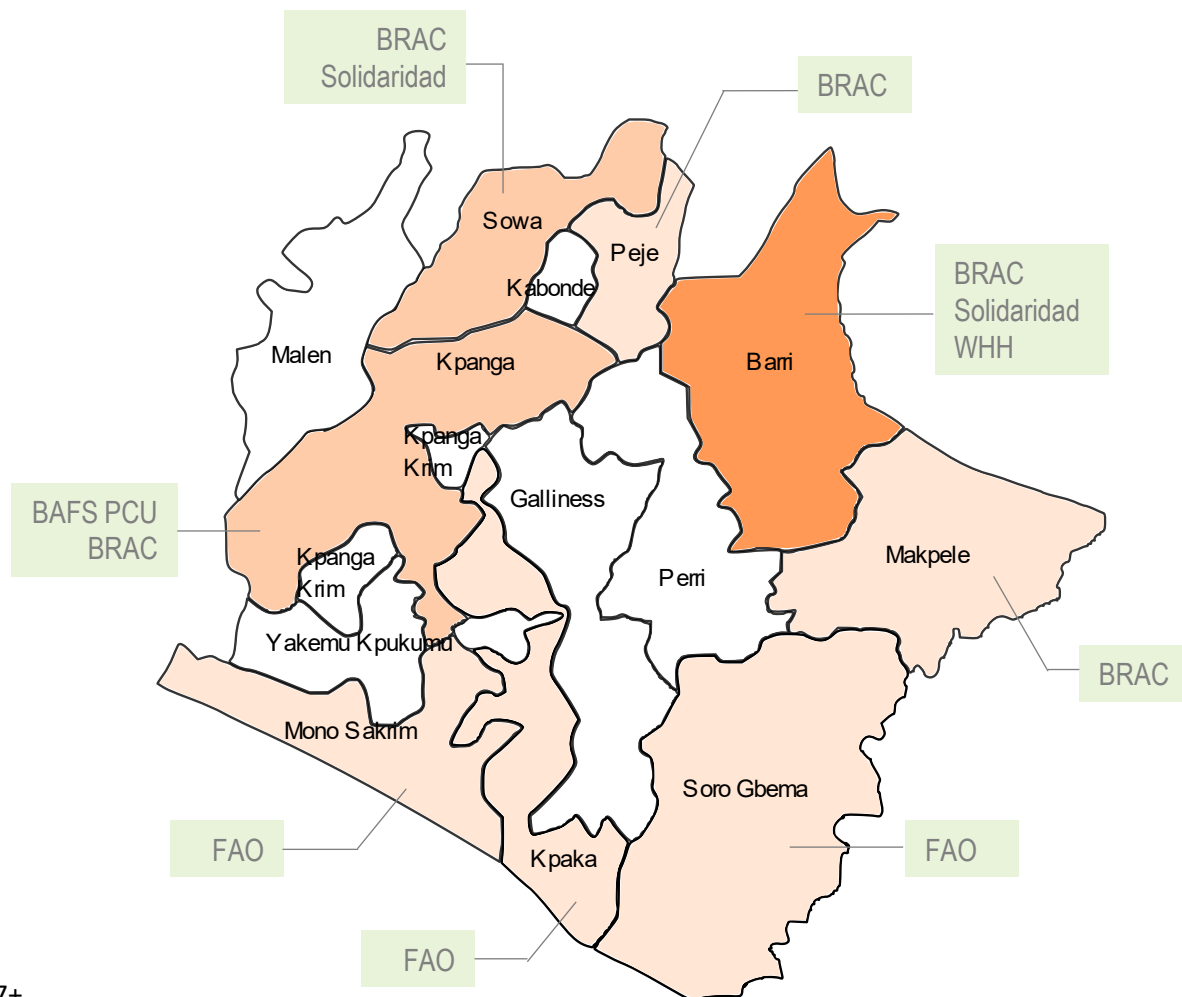 BRAC
Solidaridad
BRAC
Sowa
Peje
Kabonde
BRAC
Solidaridad
WHH
Malen
Kpanga
Barri
Kpanga
Krim
Galliness
BAFS PCU
BRAC
Kpanga
Krim
Makpele
Perri
Yakemu Kpukumu
BRAC
Mono Sakrim
Soro Gbema
FAO
FAO
Kpaka
FAO
7+